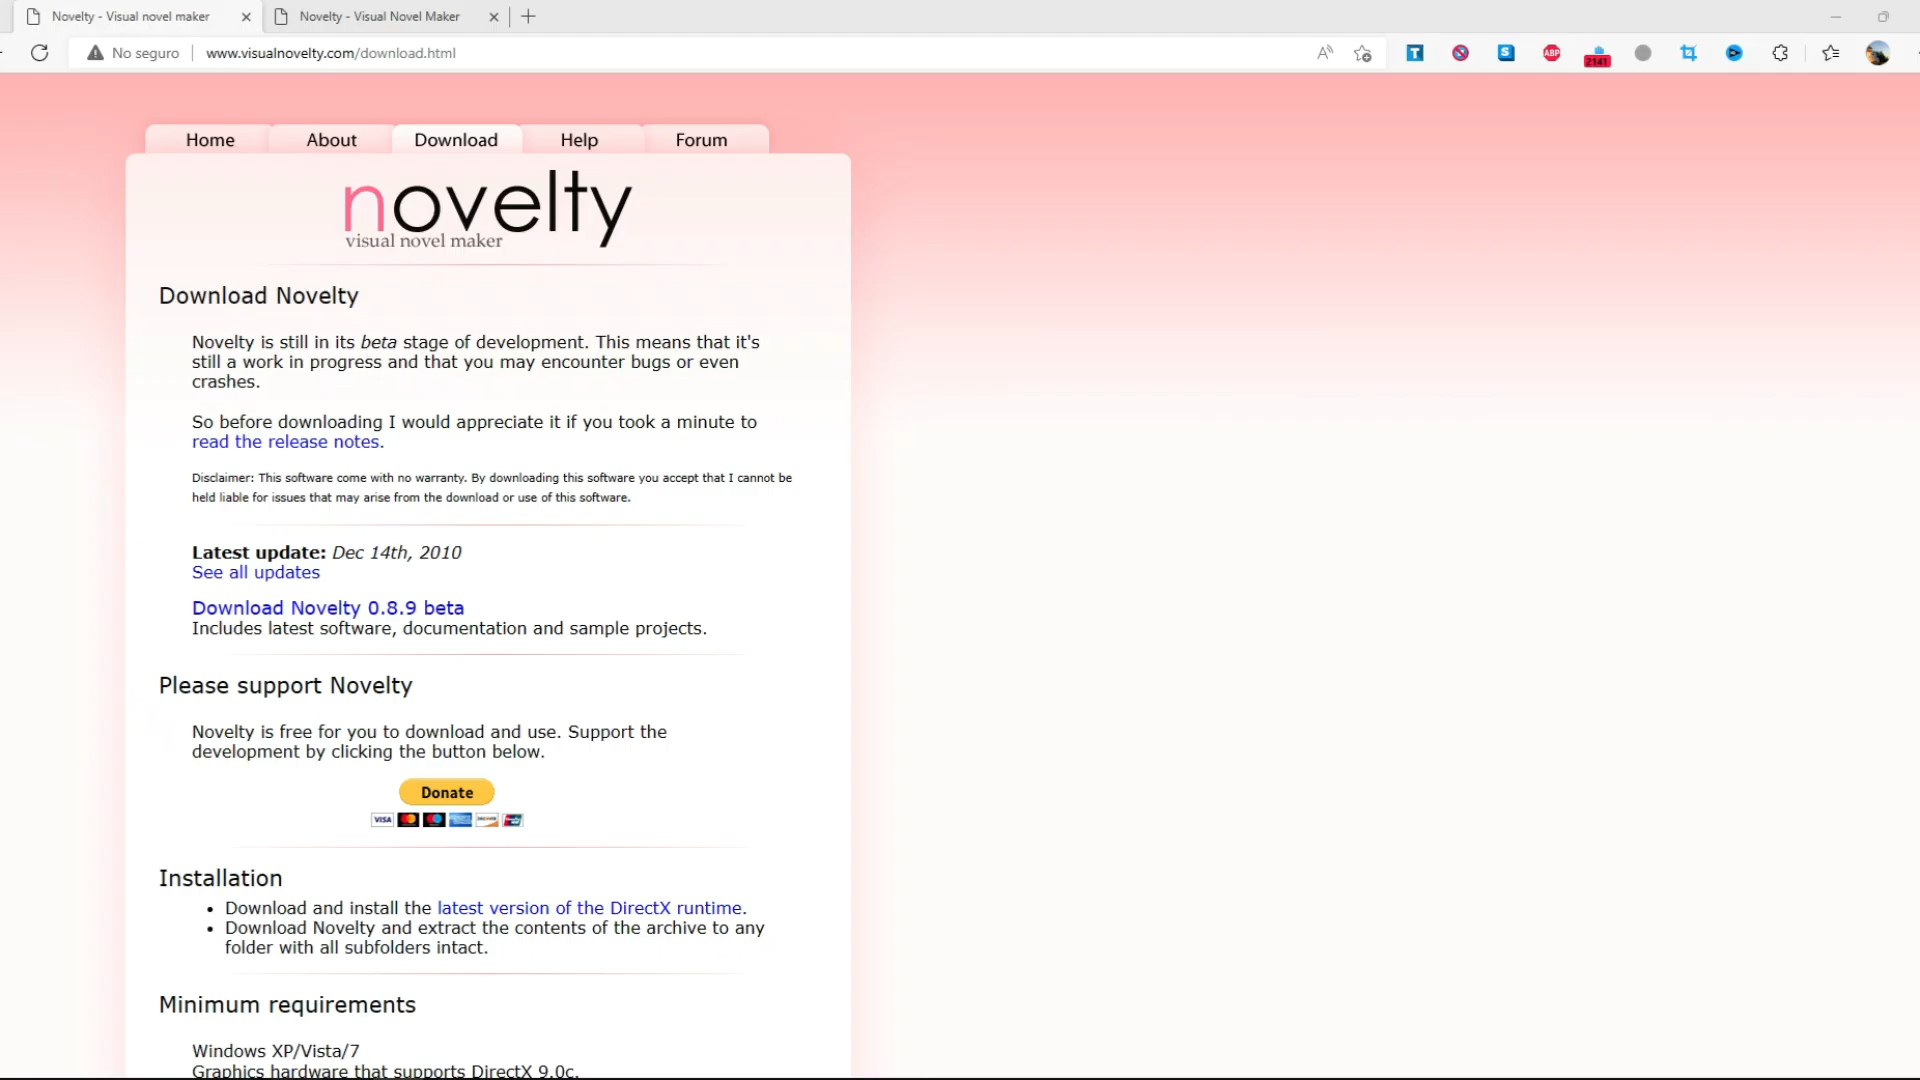 Novelty - Visual novel maker
Novelty - Visual Novel Maker
No seguro
www.visualnovelty.com/download.html
T
S
ABP
2141
Home
About
Download
Help
Forum
novelty
visual novel maker
Download Novelty
Novelty is still in its beta stage of development. This means that it's
still a work in progress and that you may encounter bugs or even
crashes.
So before downloading I would appreciate it if you took a minute to
read the release notes.
Disclaimer: This software come with no warranty. By downloading this software you accept that I cannot be
held liable for issues that may arise from the download or use of this software.
Latest update: Dec 14th, 2010
See all updates
Download Novelty 0.8.9 beta
Includes latest software, documentation and sample projects.
Please support Novelty
Novelty is free for you to download and use. Support the
development by clicking the button below.
Donate
VISA
DISCOVER
Installation
• Download and install the latest version of the DirectX runtime.
• Download Novelty and extract the contents of the archive to any
folder with all subfolders intact.
Minimum requirements
Windows XP/Vista/7
Graphics hardware that supports DirectX 9.0c.